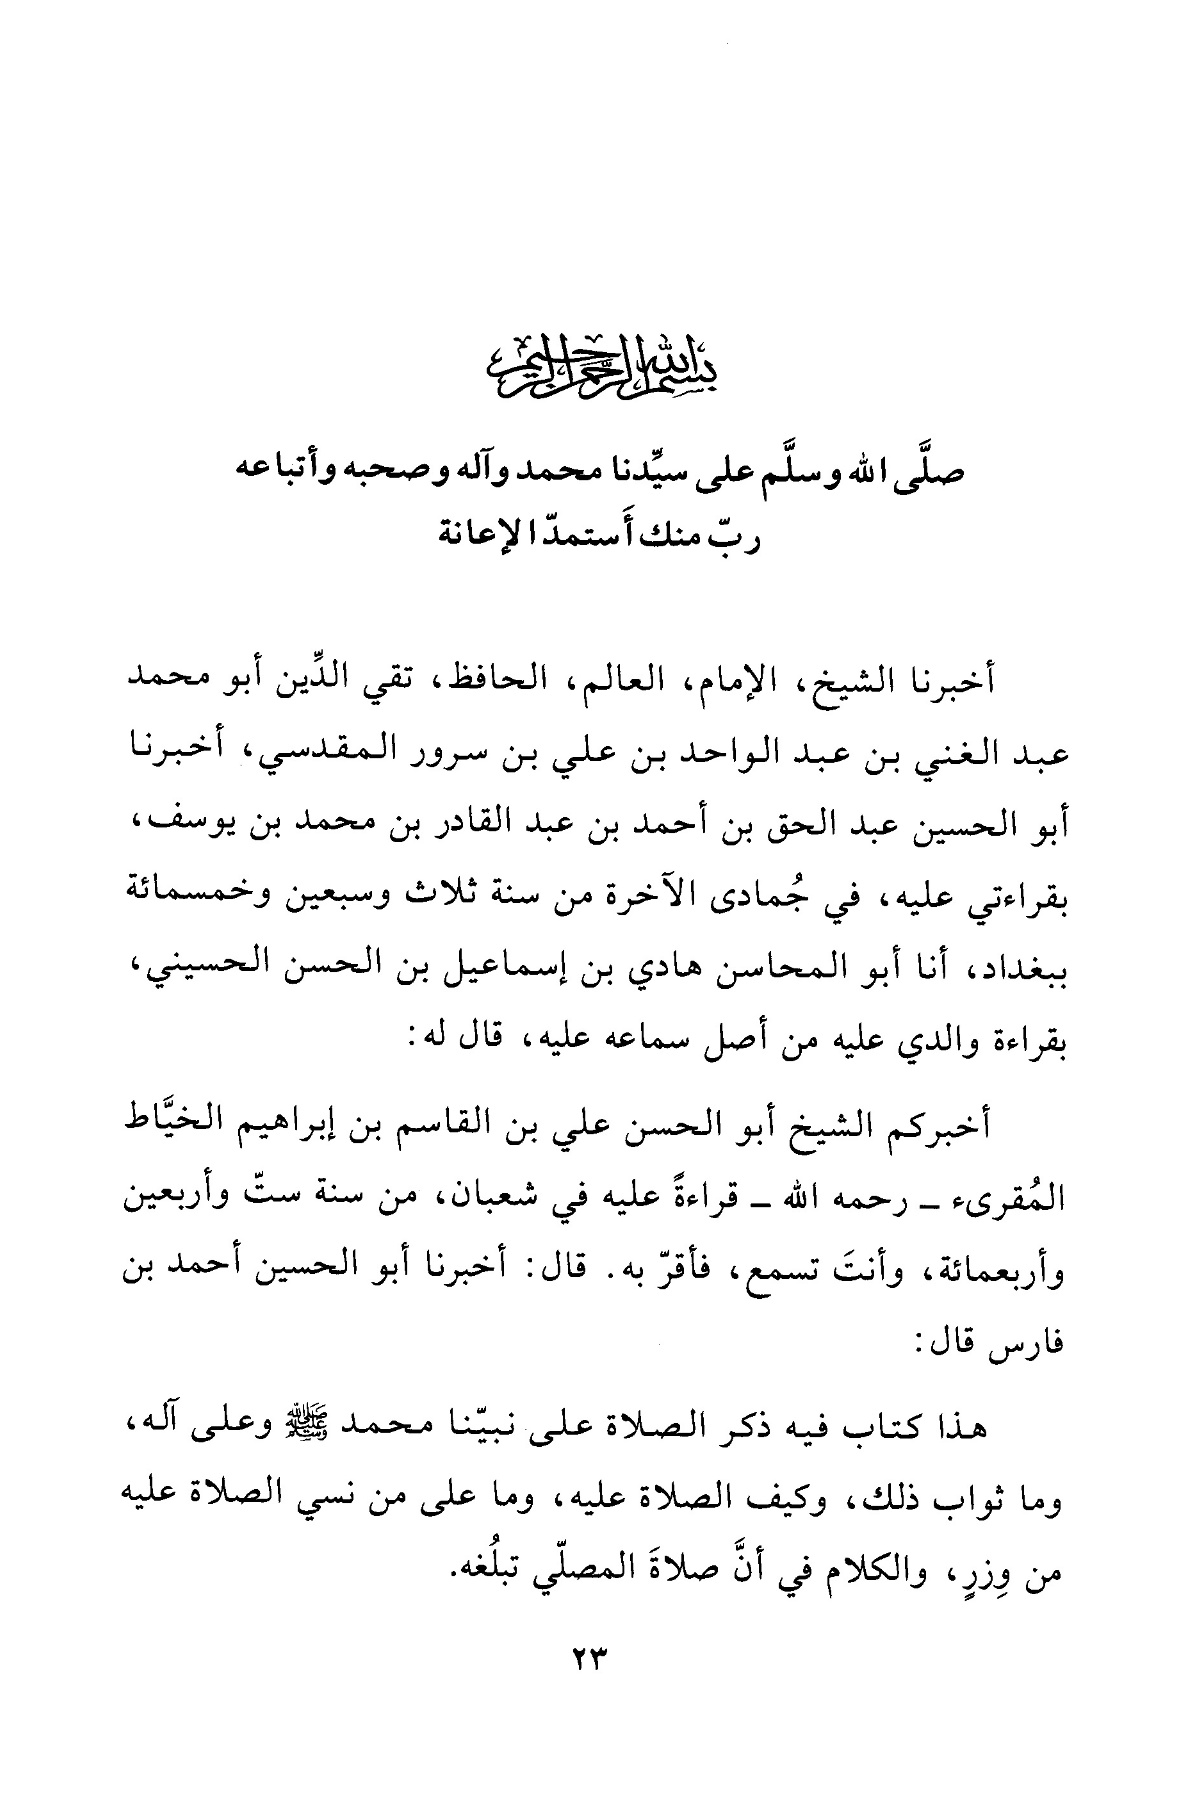 بسم الله الرحمن الرحيم
صلَّى الله وسلَّم على سيِّدنا محمد وآله وصحبه وأتباعه
ربّ منك أَستمدّ الإعانة
أخبرنا الشيخ، الإمام، العالم، الحافظ، تقي الدِّين أبو محمد
عبد الغني بن عبد الواحد بن علي بن سرور المقدسي، أخبرنا
أبو الحسين عبد الحق بن أحمد بن عبد القادر بن محمد بن يوسف،
بقراءتي عليه، في جُمادى الآخرة من سنة ثلاث وسبعين وخمسمائة
ببغداد، أنا أبو المحاسن هادي بن إسماعيل بن الحسن الحسيني،
بقراءة والدي عليه من أصل سماعه عليه، قال له:
أخبركم الشيخ أبو الحسن علي بن القاسم بن إبراهيم الخيَّاط
المُقرىء ــ رحمه الله ــ قراءةً عليه في شعبان، من سنة ستّ وأربعين
وأربعمائة، وأنتَ تسمع، فأقرّ به. قال: أخبرنا أبو الحسين أحمد بن
فارس قال:
هذا كتاب فيه ذكر الصلاة على نبيّنا محمد ﷺ وعلى آله،
وما ثواب ذلك، وكيف الصلاة عليه، وما على من نسي الصلاة عليه
من وِزرٍ، والكلام في أنَّ صلاةَ المصلّي تبلُغه.
٢٣